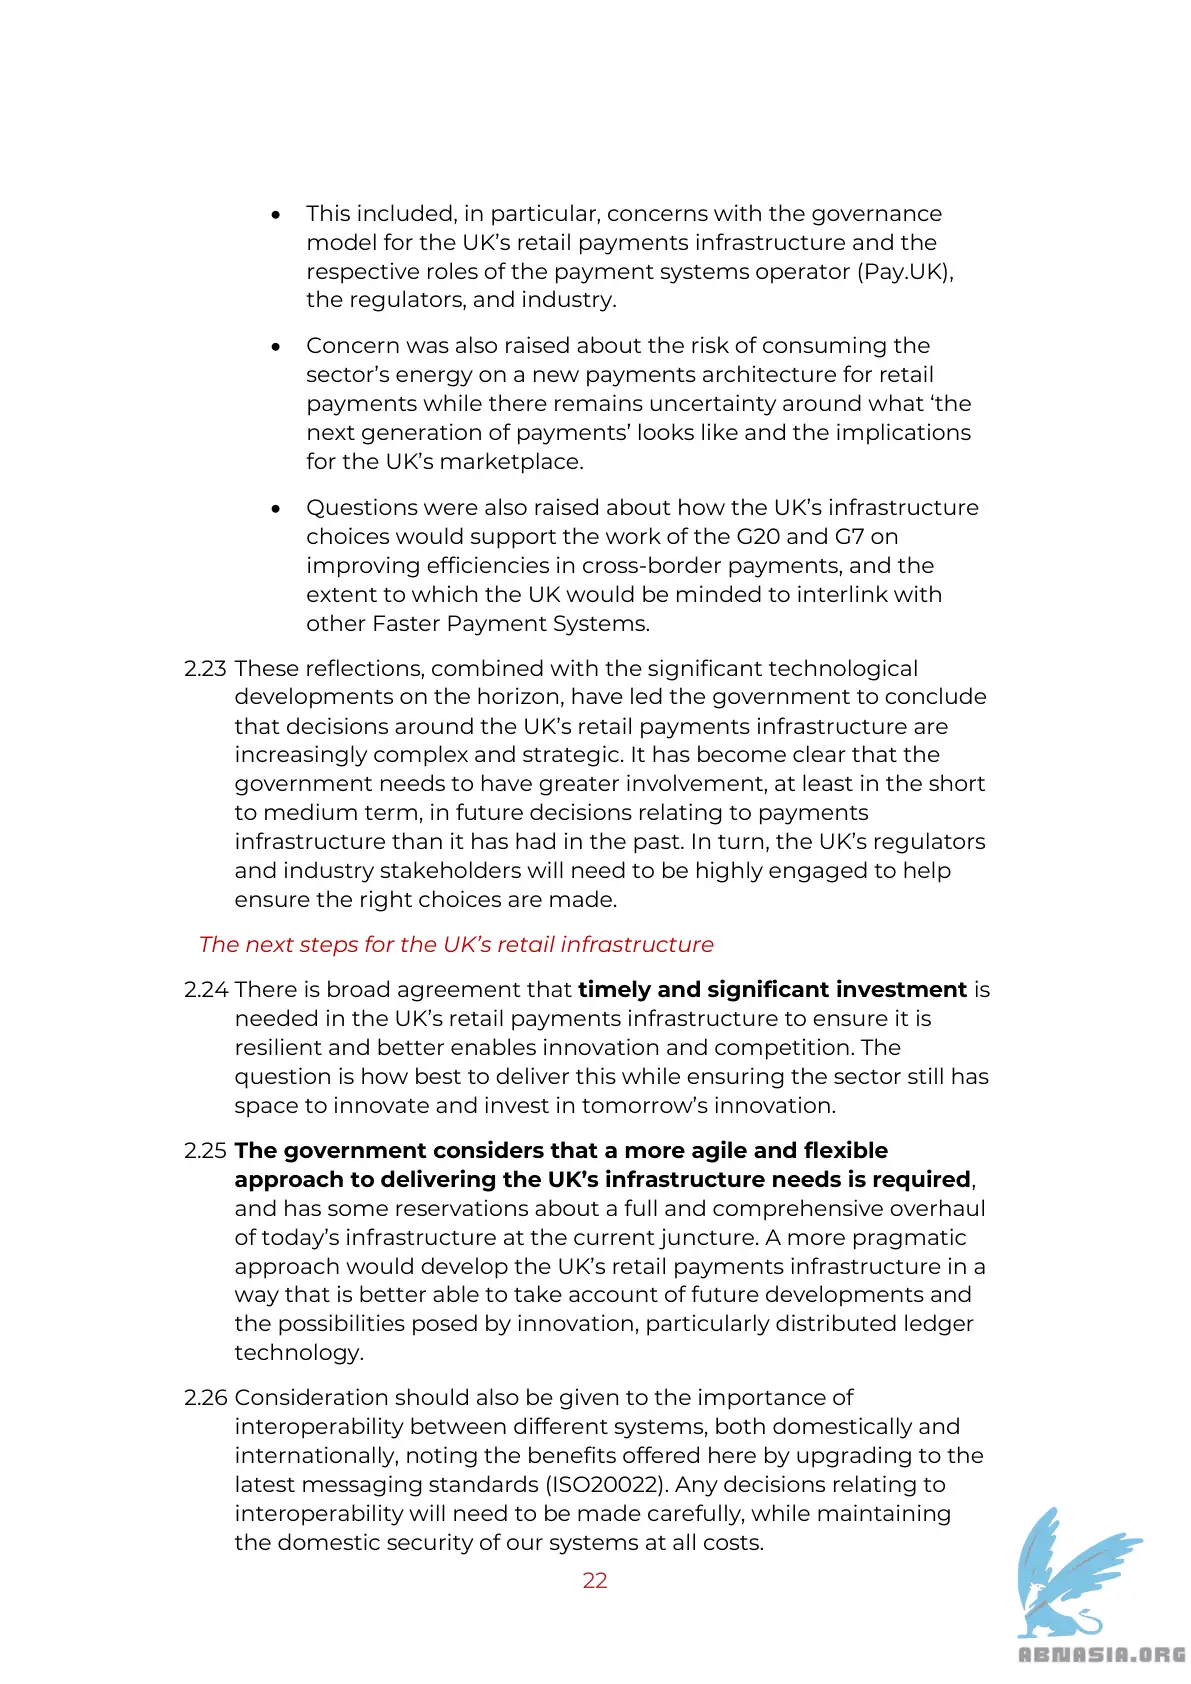 • This included, in particular, concerns with the governance
model for the UK’s retail payments infrastructure and the
respective roles of the payment systems operator (Pay.UK),
the regulators, and industry.
• Concern was also raised about the risk of consuming the
sector’s energy on a new payments architecture for retail
payments while there remains uncertainty around what ‘the
next generation of payments’ looks like and the implications
for the UK’s marketplace.
• Questions were also raised about how the UK’s infrastructure
choices would support the work of the G20 and G7 on
improving efficiencies in cross-border payments, and the
extent to which the UK would be minded to interlink with
other Faster Payment Systems.
2.23 These reflections, combined with the significant technological
developments on the horizon, have led the government to conclude
that decisions around the UK’s retail payments infrastructure are
increasingly complex and strategic. It has become clear that the
government needs to have greater involvement, at least in the short
to medium term, in future decisions relating to payments
infrastructure than it has had in the past. In turn, the UK’s regulators
and industry stakeholders will need to be highly engaged to help
ensure the right choices are made.
The next steps for the UK’s retail infrastructure
2.24 There is broad agreement that timely and significant investment is
needed in the UK’s retail payments infrastructure to ensure it is
resilient and better enables innovation and competition. The
question is how best to deliver this while ensuring the sector still has
space to innovate and invest in tomorrow’s innovation.
2.25 The government considers that a more agile and flexible
approach to delivering the UK’s infrastructure needs is required,
and has some reservations about a full and comprehensive overhaul
of today’s infrastructure at the current juncture. A more pragmatic
approach would develop the UK’s retail payments infrastructure in a
way that is better able to take account of future developments and
the possibilities posed by innovation, particularly distributed ledger
technology.
2.26 Consideration should also be given to the importance of
interoperability between different systems, both domestically and
internationally, noting the benefits offered here by upgrading to the
latest messaging standards (ISO20022). Any decisions relating to
interoperability will need to be made carefully, while maintaining
the domestic security of our systems at all costs.
22
ABNASIA.ORG